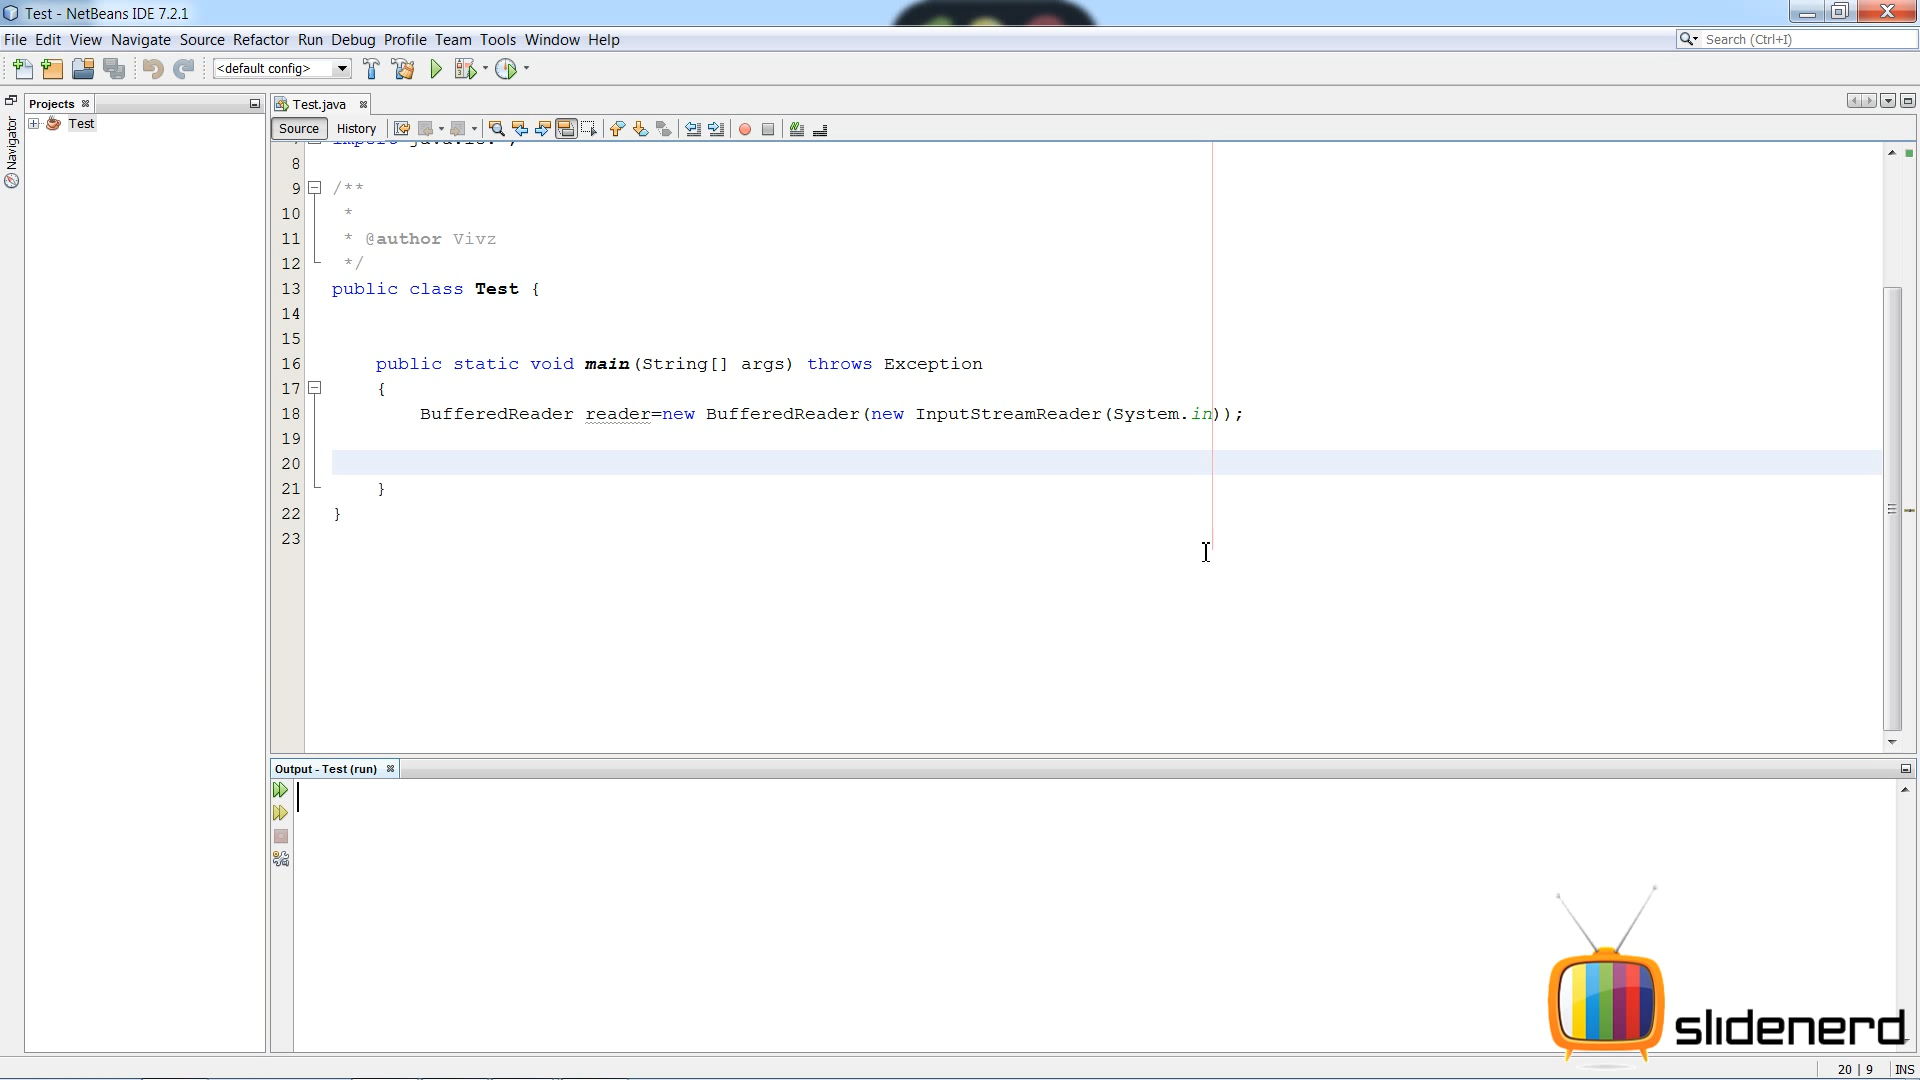 Test - NetBeans IDE 7.2.1
File Edit View Navigate Source Refactor Run Debug Profile Team Tools Window Help
Search (Ctrl+I)
<default config>
Projects
Test.java
Test
Navigator
Source History
8
9 /**
10 *
11 * @author Vivz
12 */
13 public class Test {
14
15
16 public static void main(String[] args) throws Exception
17 {
18 BufferedReader reader=new BufferedReader(new InputStreamReader(System.in));
19
20
21 }
22 }
23
Output - Test (run)
slidenerd
20 | 9 INS